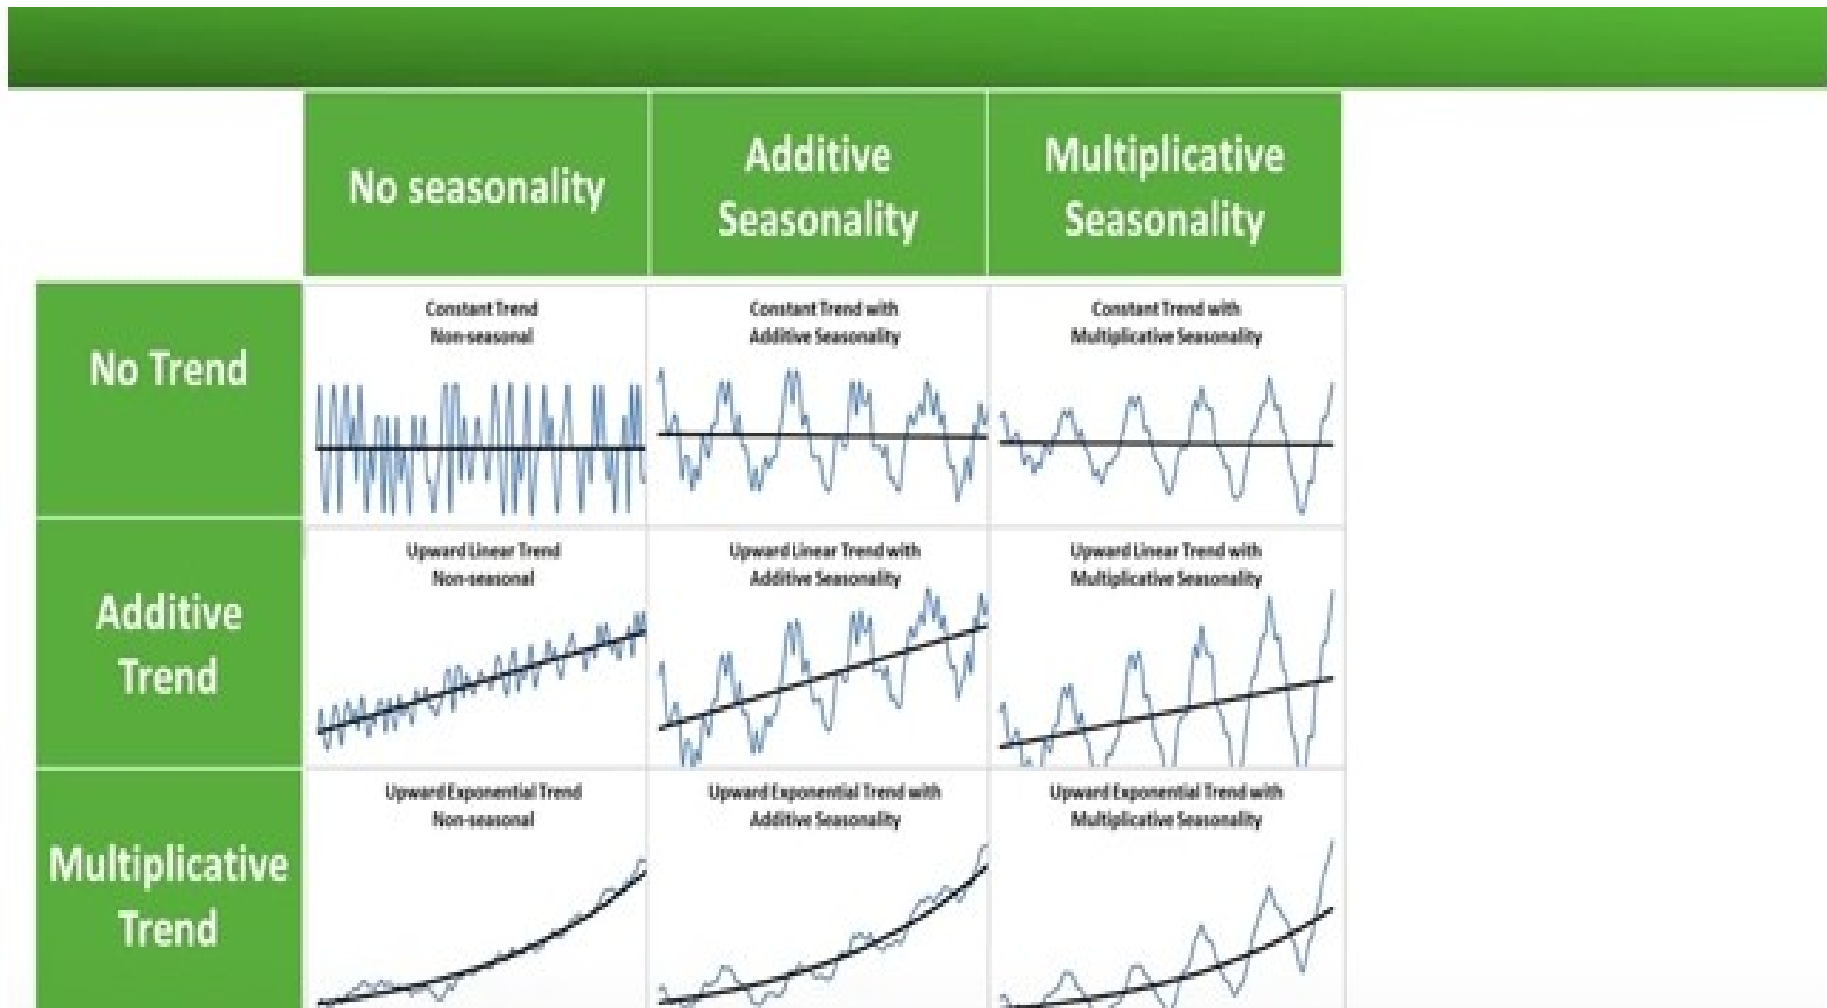 No seasonality
Additive
Seasonality
Multiplicative
Seasonality
No Trend
Constant Trend
Non-seasonal
Constant Trend with
Additive Seasonality
Constant Trend with
Multiplicative Seasonality
Additive
Trend
Upward Linear Trend
Non-seasonal
Upward Linear Trend with
Additive Seasonality
Upward Linear Trend with
Multiplicative Seasonality
Multiplicative
Trend
Upward Exponential Trend
Non-seasonal
Upward Exponential Trend with
Additive Seasonality
Upward Exponential Trend with
Multiplicative Seasonality